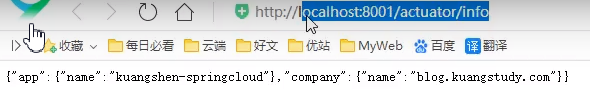 http://localhost:8001/actuator/info
收藏 每日必看 云端 好文 优站 MyWeb 百度 译 翻译
{"app":{"name":"kuangshen-springcloud"},"company":{"name":"blog.kuangstudy.com"}}